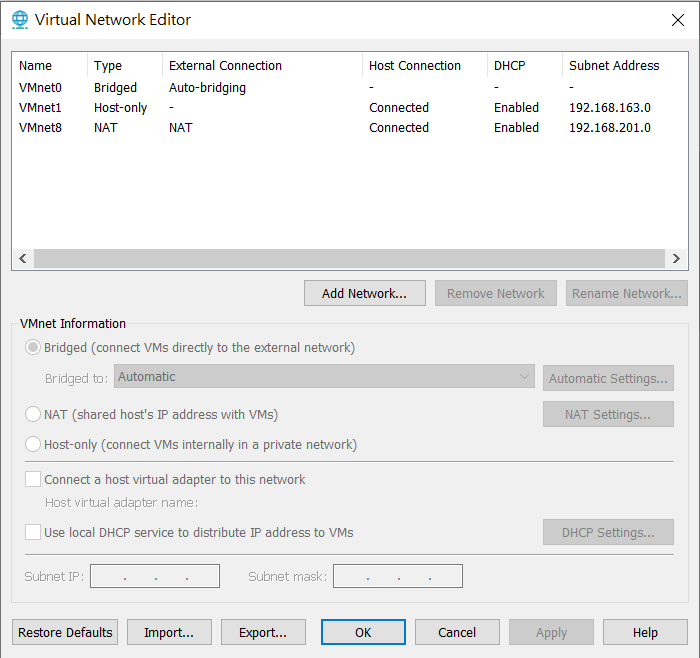 Virtual Network Editor
Name Type External Connection Host Connection DHCP Subnet Address
VMnet0 Bridged Auto-bridging - - -
VMnet1 Host-only - Connected Enabled 192.168.163.0
VMnet8 NAT NAT Connected Enabled 192.168.201.0
Add Network... Remove Network Rename Network...
VMnet Information
Bridged (connect VMs directly to the external network)
Bridged to: Automatic Automatic Settings...
NAT (shared host's IP address with VMs) NAT Settings...
Host-only (connect VMs internally in a private network)
Connect a host virtual adapter to this network
Host virtual adapter name:
Use local DHCP service to distribute IP address to VMs DHCP Settings...
Subnet IP: . . . Subnet mask: . . .
Restore Defaults Import... Export... OK Cancel Apply Help